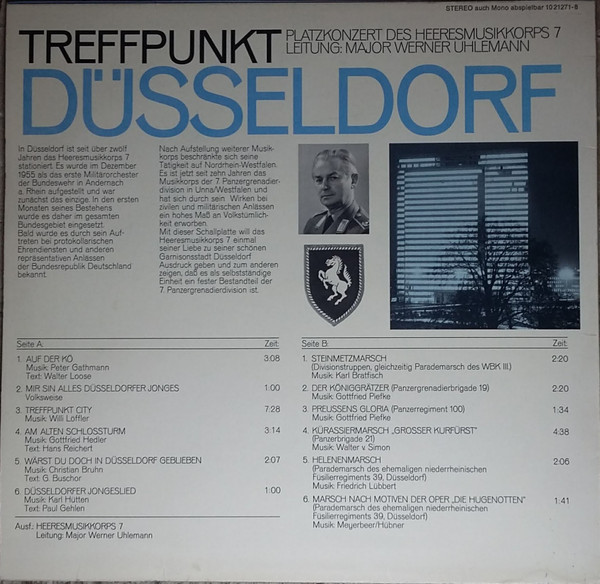 STEREO auch Mono abspielbar 10 21271-8
TREFFPUNKT
PLATZKONZERT DES HEERESMUSIKKORPS 7
LEITUNG: MAJOR WERNER UHLEMANN
DÜSSELDORF
In Düsseldorf ist seit über zwölf
Jahren das Heeresmusikkorps 7
stationiert. Es wurde im Dezember
1955 als das erste Militärorchester
der Bundeswehr in Andernach
a. Rhein aufgestellt und war
zunächst das einzige. In den ersten
Monaten seines Bestehens
wurde es daher im gesamten
Bundesgebiet eingesetzt.
Bald wurde es durch sein Auf-
treten bei protokollarischen
Ehrendiensten und anderen
repräsentativen Anlässen
der Bundesrepublik Deutschland
bekannt.
Nach Aufstellung weiterer Musik-
korps beschränkte sich seine
Tätigkeit auf Nordrhein-Westfalen.
Es ist jetzt seit zehn Jahren das
Musikkorps der 7. Panzergrenadier-
division in Unna/Westfalen und
hat sich durch sein Wirken bei
zivilen und militärischen Anlässen
ein hohes Maß an Volkstümlich-
keit erworben.
Mit dieser Schallplatte will das
Heeresmusikkorps 7 einmal
seiner Liebe zu seiner schönen
Garnisonsstadt Düsseldorf
Ausdruck geben und zum anderen
zeigen, daß es als selbstständige
Einheit ein fester Bestandteil der
7. Panzergrenadierdivision ist.
Seite A: Zeit:
1. AUF DER KÖ 3:08
Musik: Peter Gathmann
Text: Walter Loose
2. MIR SIN ALLES DÜSSELDORFER JONGES 1:00
Volksweise
3. TREFFPUNKT CITY 7:28
Musik: Willi Löffler
4. AM ALTEN SCHLOSSTURM 3:14
Musik: Gottfried Hedler
Text: Hans Reichert
5. WÄRST DU DOCH IN DÜSSELDORF GEBLIEBEN 2:07
Musik: Christian Bruhn
Text: G. Buschor
6. DÜSSELDORFER JONGESLIED 1:00
Musik: Karl Hütten
Text: Paul Gehlen
Ausf.: HEERESMUSIKKORPS 7
Leitung: Major Werner Uhlemann
Seite B: Zeit:
1. STEINMETZMARSCH 2:20
(Divisionstruppen, gleichzeitig Parademarsch des WBK III.)
Musik: Karl Bratfisch
2. DER KÖNIGGRÄTZER (Panzergrenadierbrigade 19) 2:20
Musik: Gottfried Piefke
3. PREUSSENS GLORIA (Panzerregiment 100) 1:34
Musik: Gottfried Piefke
4. KÜRASSIERMARSCH „GROSSER KURFÜRST" 4:38
(Panzerbrigade 21)
Musik: Walter v. Simon
5. HELENENMARSCH 2:06
(Parademarsch des ehemaligen niederrheinischen
Füsilierregiments 39, Düsseldorf)
Musik: Friedrich Lübbert
6. MARSCH NACH MOTIVEN DER OPER „DIE HUGENOTTEN" 1:41
(Parademarsch des ehemaligen niederrheinischen
Füsilierregiments 39, Düsseldorf)
Musik: Meyerbeer/Hübner